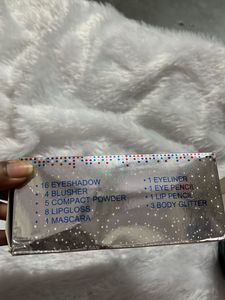 • 16 EYESHADOW
• 4 BLUSHER
• 5 COMPACT POWDER
• 8 LIPGLOSS
• 1 MASCARA
• 1 EYELINER
• 1 EYE PENCIL
• 1 LIP PENCIL
• 3 BODY GLITTER